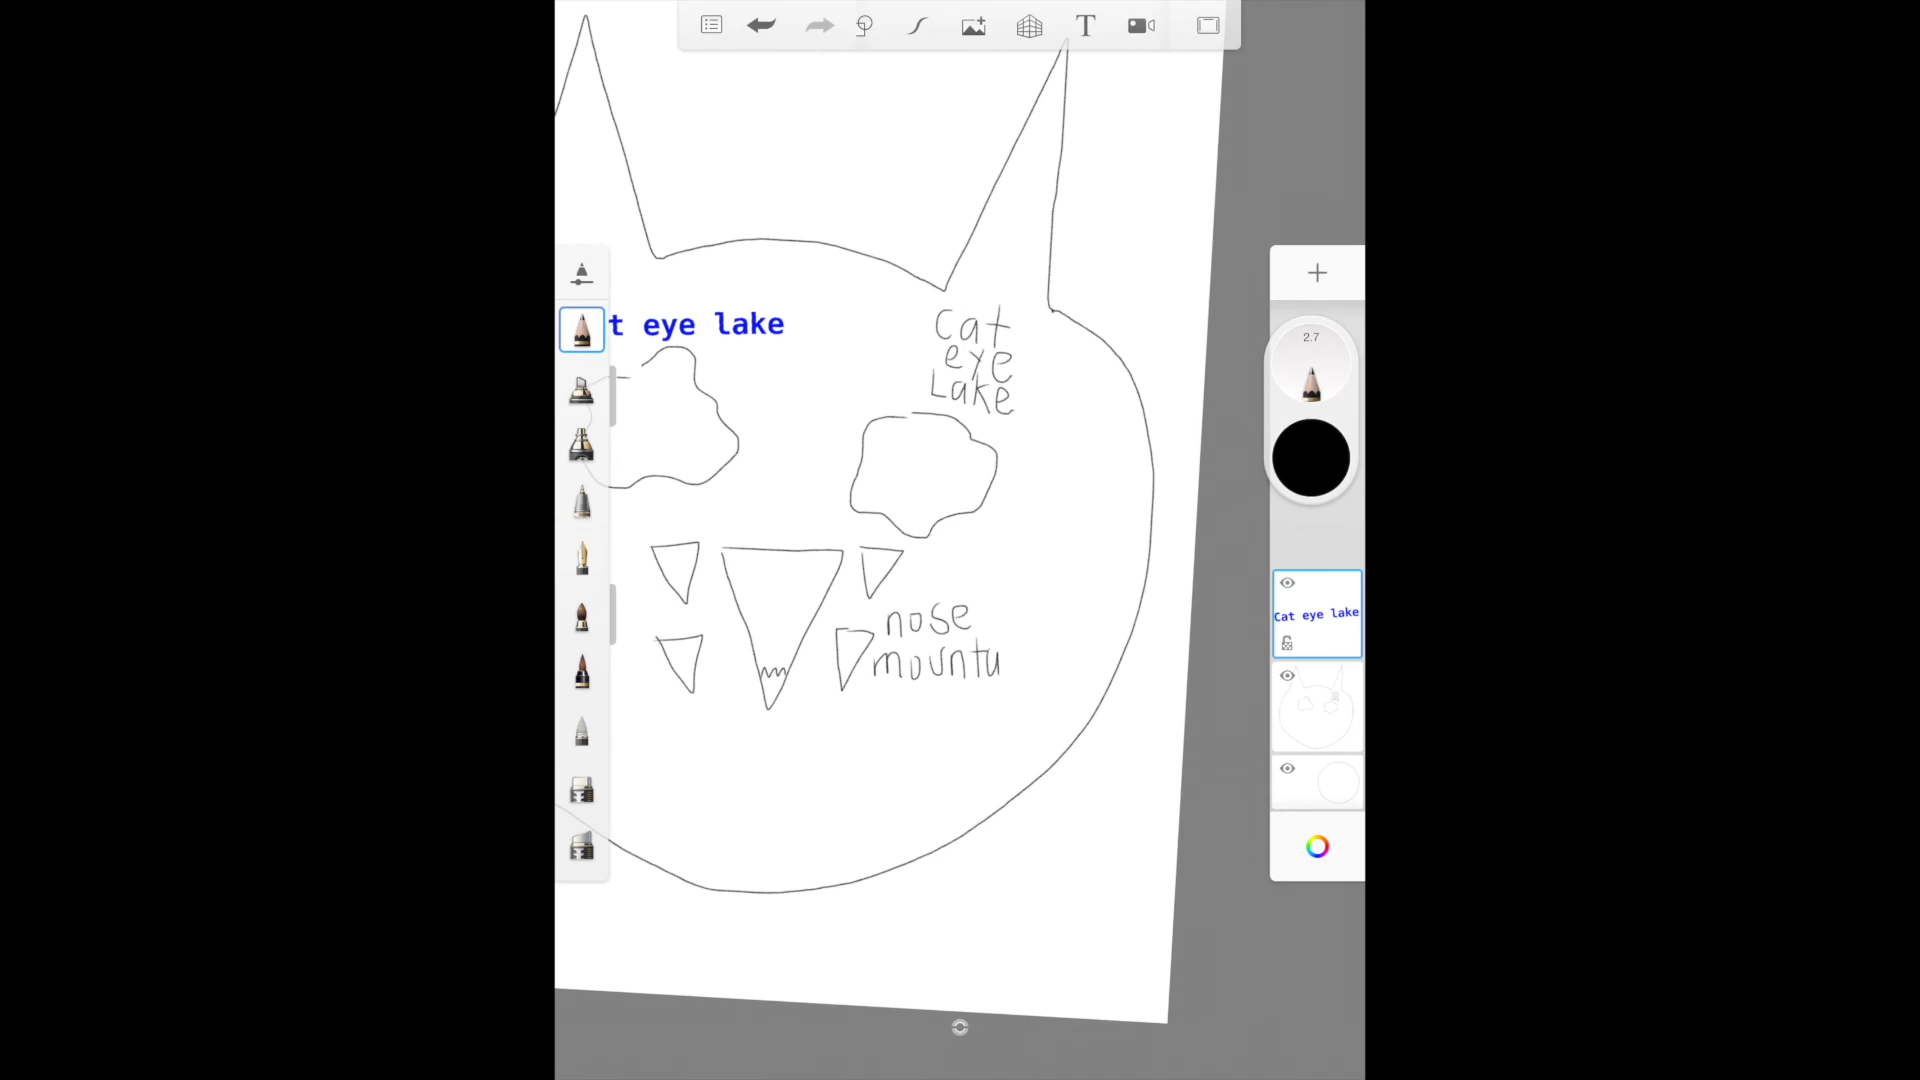 T
t eye lake
Cat
eye
Lake
2.7
Cat eye lake
nose
mountu